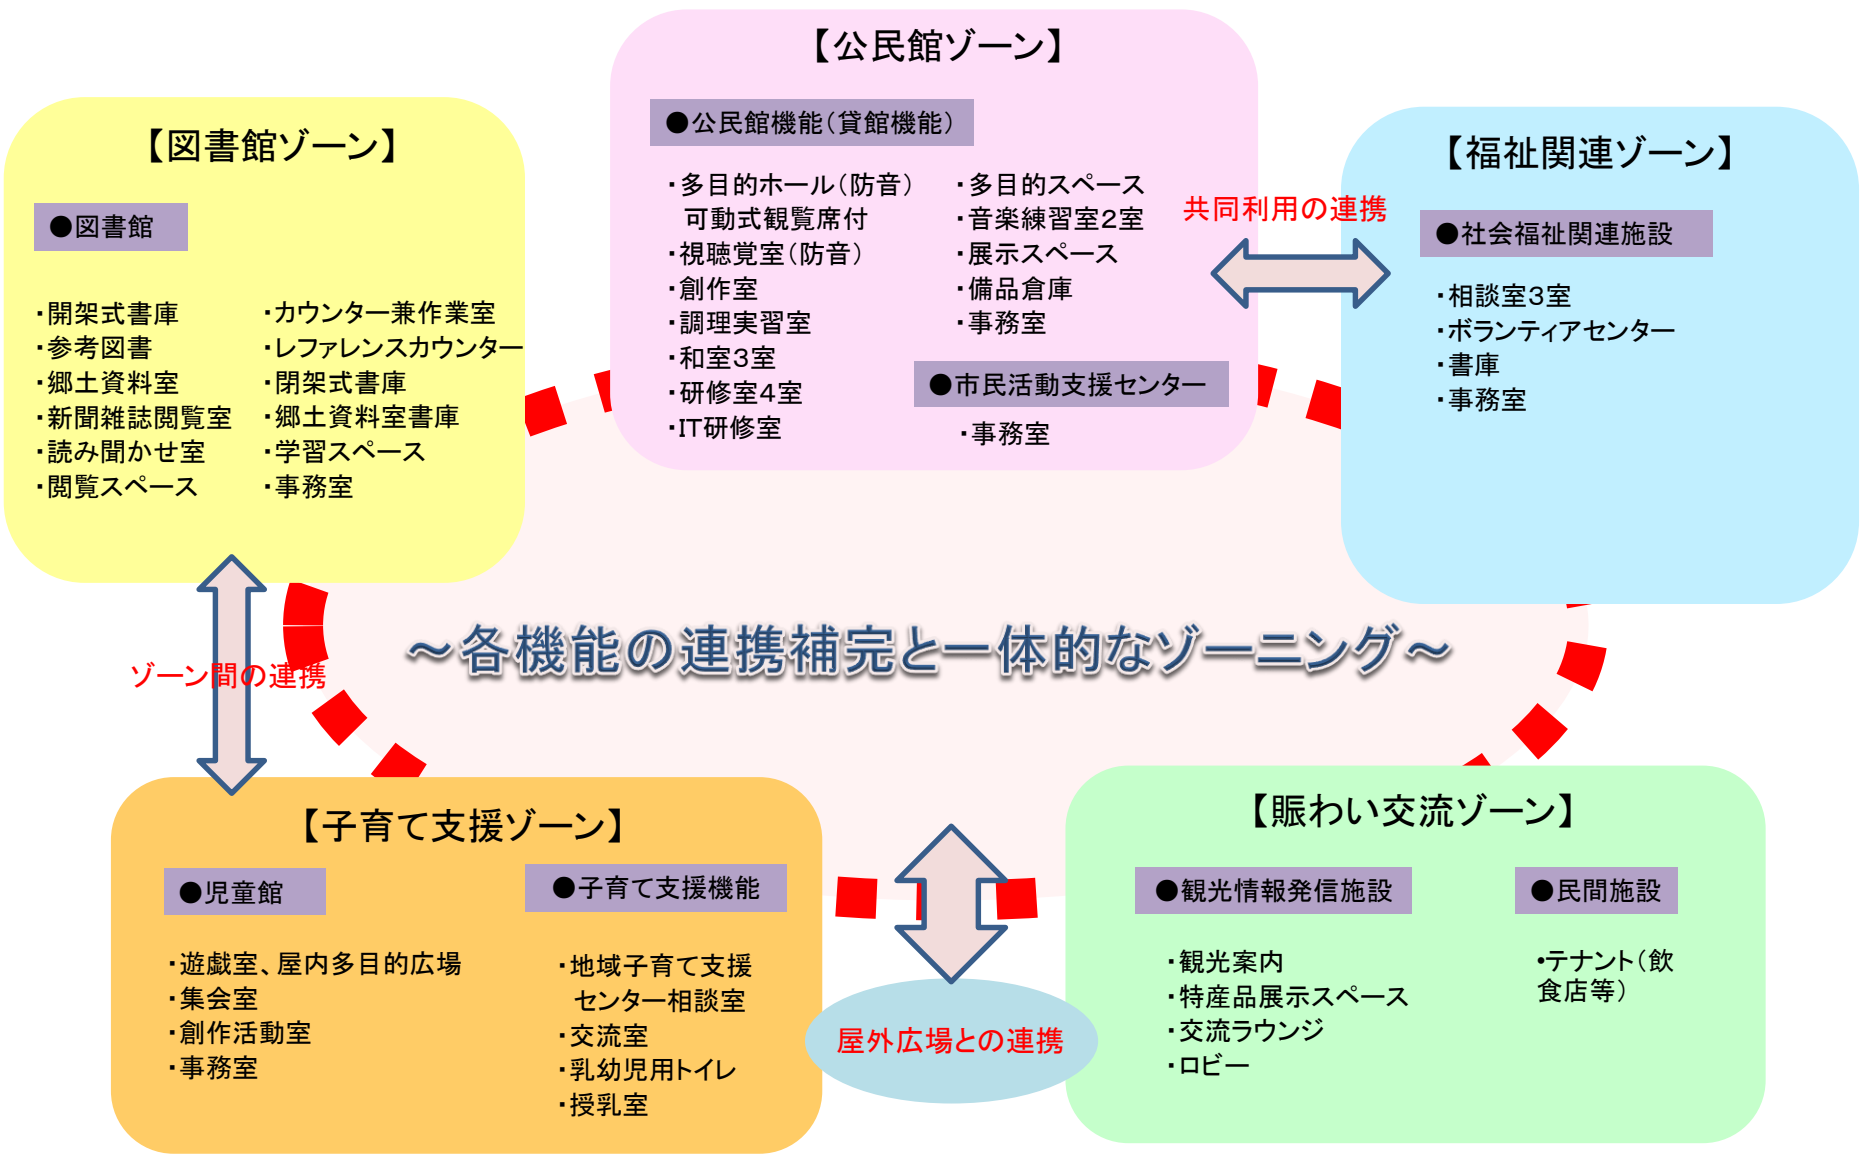 【公民館ゾーン】
●公民館機能（貸館機能）
・多目的ホール（防音）
可動式観覧席付
・視聴覚室（防音）
・創作室
・調理実習室
・和室３室
・研修室４室
・IT研修室
・多目的スペース
・音楽練習室２室
・展示スペース
・備品倉庫
・事務室
●市民活動支援センター
・事務室
【図書館ゾーン】
●図書館
・開架式書庫
・参考図書
・郷土資料室
・新聞雑誌閲覧室
・読み聞かせ室
・閲覧スペース
・カウンター兼作業室
・レファレンスカウンター
・閉架式書庫
・郷土資料室書庫
・学習スペース
・事務室
共同利用の連携
【福祉関連ゾーン】
●社会福祉関連施設
・相談室３室
・ボランティアセンター
・書庫
・事務室
～各機能の連携補完と一体的なゾーニング～
ゾーン間の連携
【子育て支援ゾーン】
●児童館
・遊戯室、屋内多目的広場
・集会室
・創作活動室
・事務室
●子育て支援機能
・地域子育て支援
センター相談室
・交流室
・乳幼児用トイレ
・授乳室
屋外広場との連携
【賑わい交流ゾーン】
●観光情報発信施設
・観光案内
・特産品展示スペース
・交流ラウンジ
・ロビー
●民間施設
•テナント（飲
食店等）